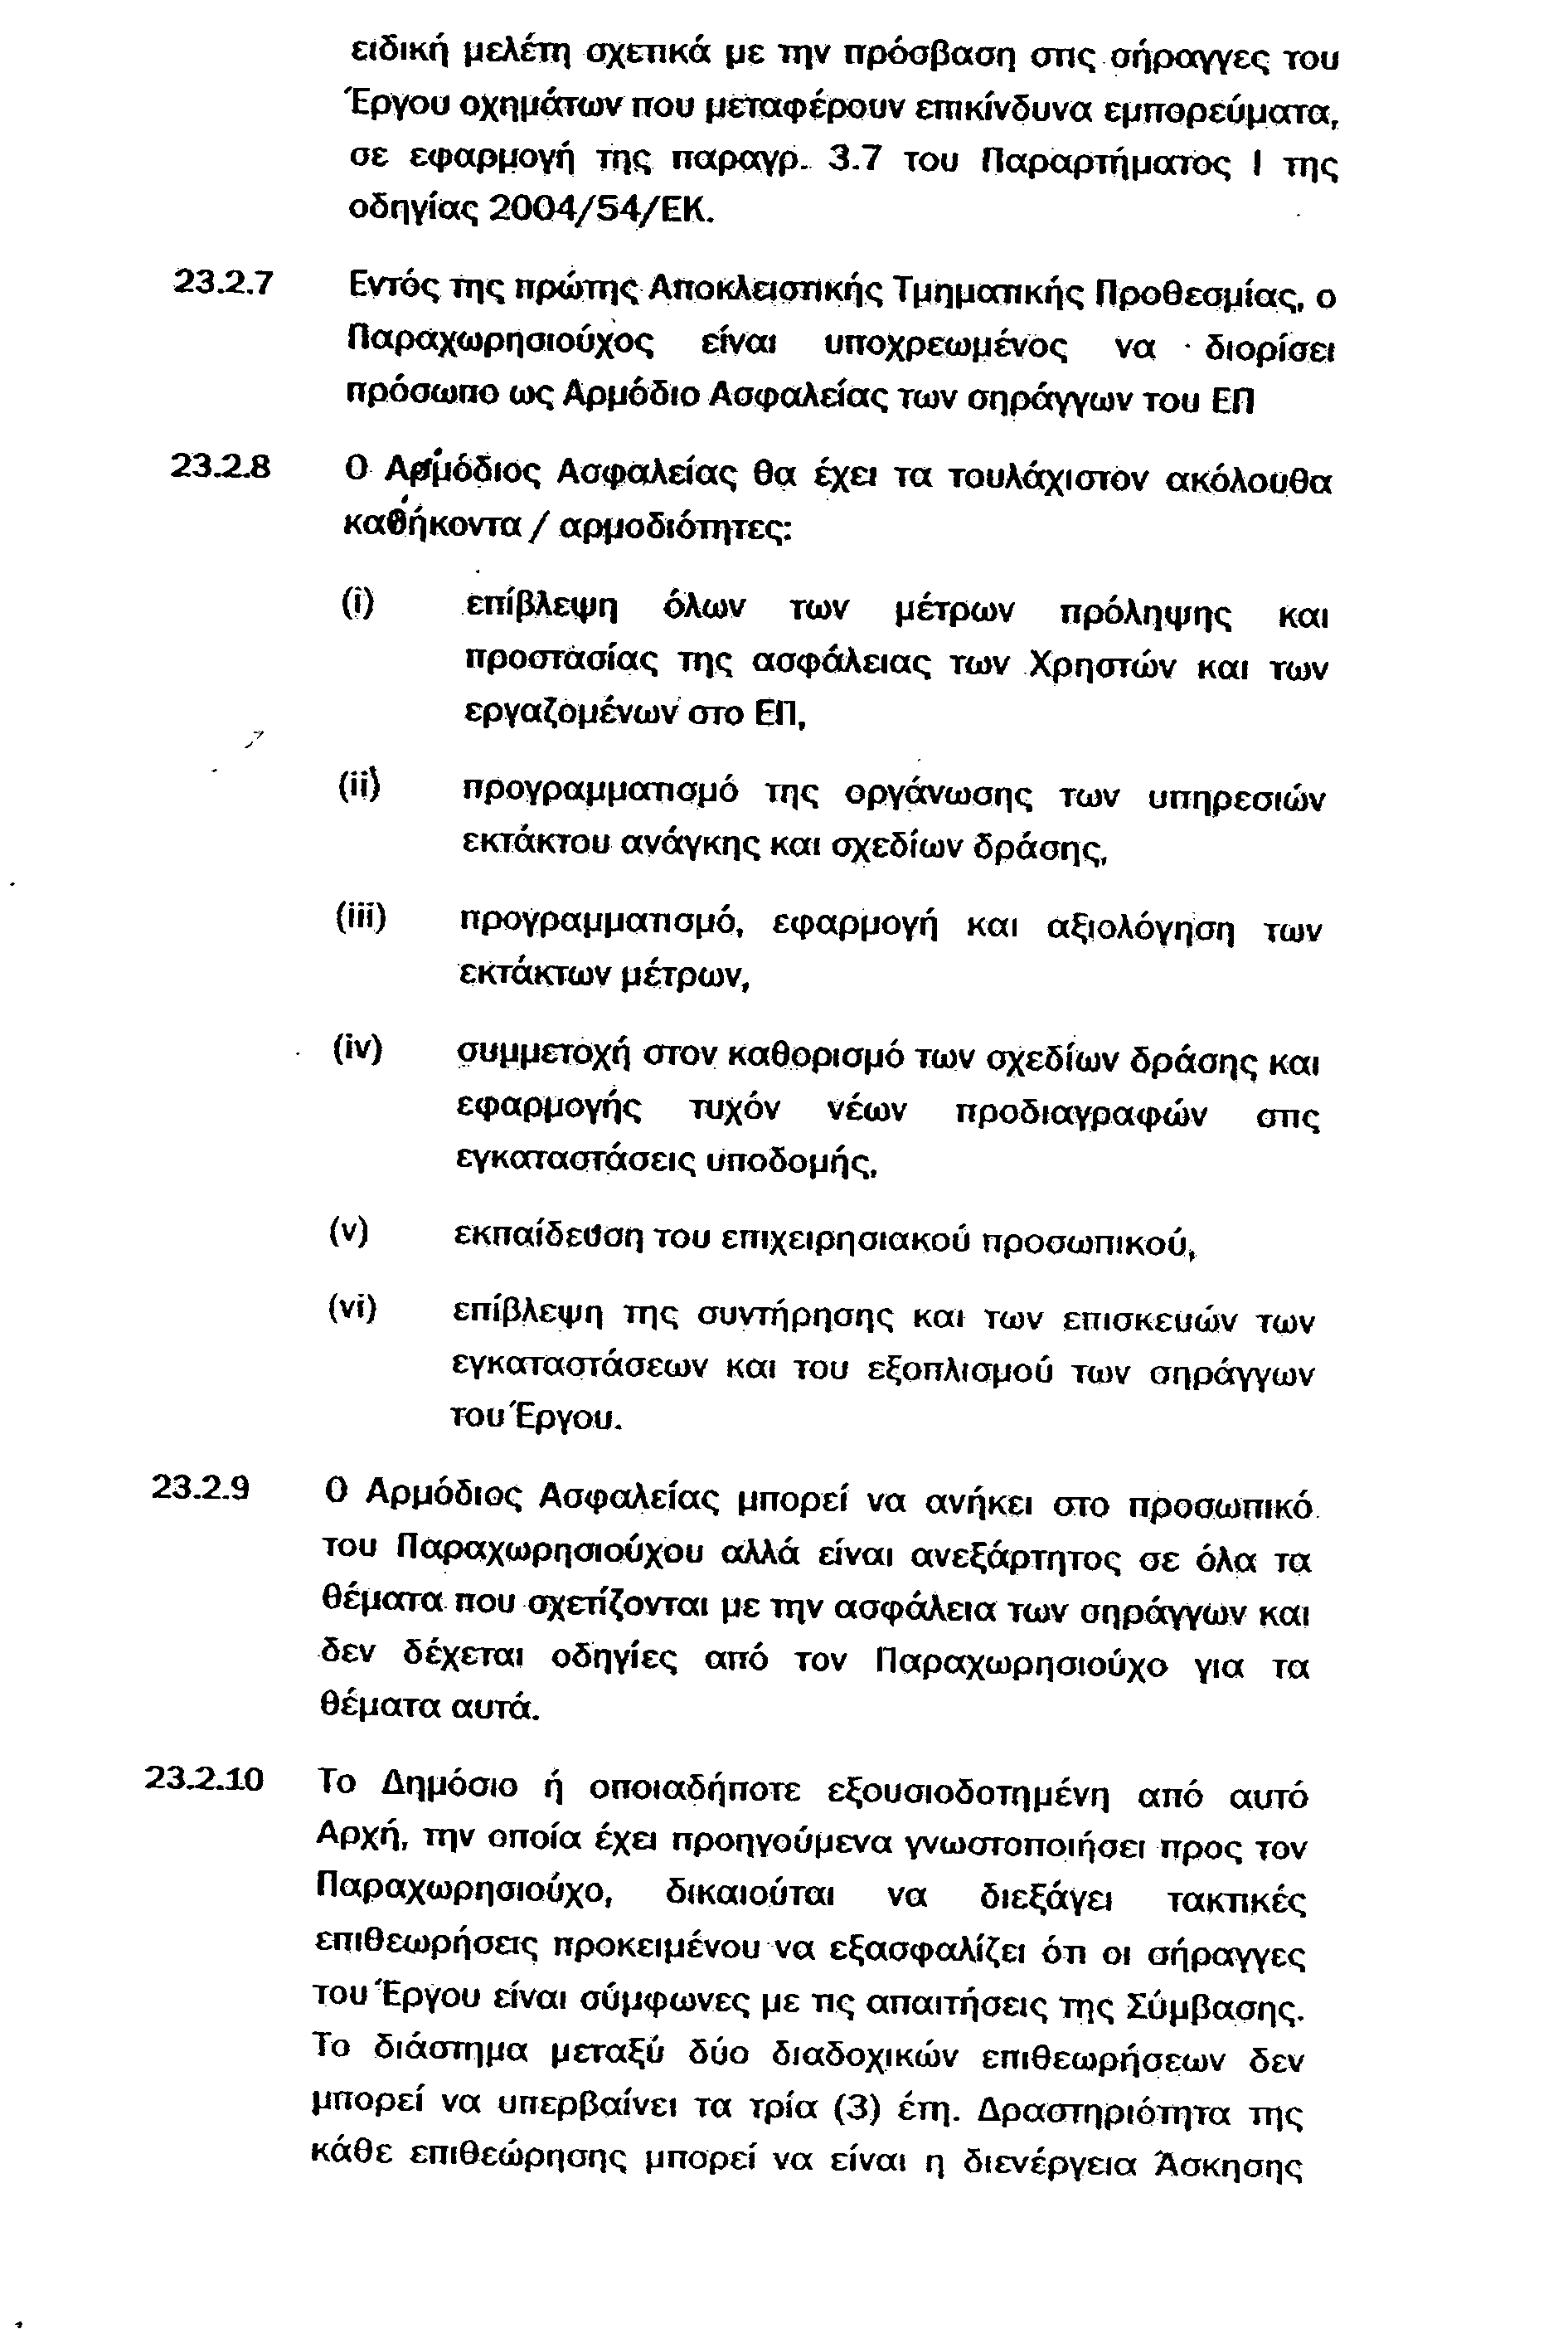 ειδική μελέτη σχετικά με την πρόσβαση στις σήραγγες του
Έργου οχημάτων που μεταφέρουν επικίνδυνα εμπορεύματα,
σε εφαρμογή της παραγρ. 3.7 του Παραρτήματος Ι της
οδηγίας 2004/54/ΕΚ.
23.2.7 Εντός της πρώτης Αποκλειστικής Τμηματικής Προθεσμίας, ο
Παραχωρησιούχος είναι υποχρεωμένος να διορίσει
πρόσωπο ως Αρμόδιο Ασφαλείας των σηράγγων του ΕΠ
23.2.8 Ο Αρμόδιος Ασφαλείας θα έχει τα τουλάχιστον ακόλουθα
καθήκοντα / αρμοδιότητες:
(i) επίβλεψη όλων των μέτρων πρόληψης και
προστασίας της ασφάλειας των Χρηστών και των
εργαζομένων στο ΕΠ,
(ii) προγραμματισμό της οργάνωσης των υπηρεσιών
εκτάκτου ανάγκης και σχεδίων δράσης,
(iii) προγραμματισμό, εφαρμογή και αξιολόγηση των
εκτάκτων μέτρων,
(iv) συμμετοχή στον καθορισμό των σχεδίων δράσης και
εφαρμογής τυχόν νέων προδιαγραφών στις
εγκαταστάσεις υποδομής,
(v) εκπαίδευση του επιχειρησιακού προσωπικού,
(vi) επίβλεψη της συντήρησης και των επισκευών των
εγκαταστάσεων και του εξοπλισμού των σηράγγων
του Έργου.
23.2.9 Ο Αρμόδιος Ασφαλείας μπορεί να ανήκει στο προσωπικό
του Παραχωρησιούχου αλλά είναι ανεξάρτητος σε όλα τα
θέματα που σχετίζονται με την ασφάλεια των σηράγγων και
δεν δέχεται οδηγίες από τον Παραχωρησιούχο για τα
θέματα αυτά.
23.2.10 Το Δημόσιο ή οποιαδήποτε εξουσιοδοτημένη από αυτό
Αρχή, την οποία έχει προηγούμενα γνωστοποιήσει προς τον
Παραχωρησιούχο, δικαιούται να διεξάγει τακτικές
επιθεωρήσεις προκειμένου να εξασφαλίζει ότι οι σήραγγες
του Έργου είναι σύμφωνες με τις απαιτήσεις της Σύμβασης.
Το διάστημα μεταξύ δύο διαδοχικών επιθεωρήσεων δεν
μπορεί να υπερβαίνει τα τρία (3) έτη. Δραστηριότητα της
κάθε επιθεώρησης μπορεί να είναι η διενέργεια Άσκησης